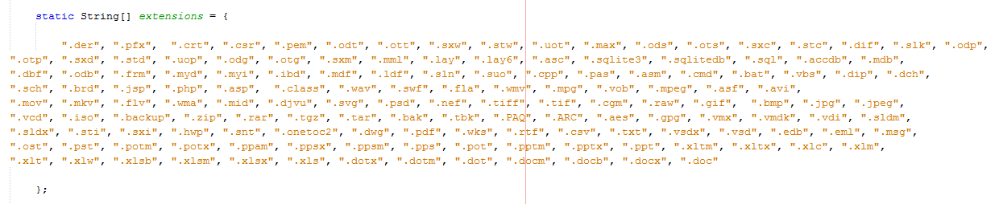 static String[] extensions = {
".der", ".pfx", ".crt", ".csr", ".pem", ".odt", ".ott", ".sxw", ".stw", ".uot", ".max", ".ods", ".ots", ".sxc", ".stc", ".dif", ".slk", ".odp",
".otp", ".sxd", ".std", ".uop", ".odg", ".otg", ".sxm", ".mml", ".lay", ".lay6", ".asc", ".sqlite3", ".sqlitedb", ".sql", ".accdb", ".mdb",
".dbf", ".odb", ".frm", ".myd", ".myi", ".ibd", ".mdf", ".ldf", ".sln", ".suo", ".cpp", ".pas", ".asm", ".cmd", ".bat", ".vbs", ".dip", ".dch",
".sch", ".brd", ".jsp", ".php", ".asp", ".class", ".wav", ".swf", ".fla", ".wmv", ".mpg", ".vob", ".mpeg", ".asf", ".avi",
".mov", ".mkv", ".flv", ".wma", ".mid", ".djvu", ".svg", ".psd", ".nef", ".tiff", ".tif", ".cgm", ".raw", ".gif", ".bmp", ".jpg", ".jpeg",
".vcd", ".iso", ".backup", ".zip", ".rar", ".tgz", ".tar", ".bak", ".tbk", ".PAQ", ".ARC", ".aes", ".gpg", ".vmx", ".vmdk", ".vdi", ".sldm",
".sldx", ".sti", ".sxi", ".hwp", ".snt", ".onetoc2", ".dwg", ".pdf", ".wks", ".rtf", ".csv", ".txt", ".vsdx", ".vsd", ".edb", ".eml", ".msg",
".ost", ".pst", ".potm", ".potx", ".ppam", ".ppsx", ".ppsm", ".pps", ".pot", ".pptm", ".pptx", ".ppt", ".xltm", ".xltx", ".xlc", ".xlm",
".xlt", ".xlw", ".xlsb", ".xlsm", ".xlsx", ".xls", ".dotx", ".dotm", ".dot", ".docm", ".docb", ".docx", ".doc"
};